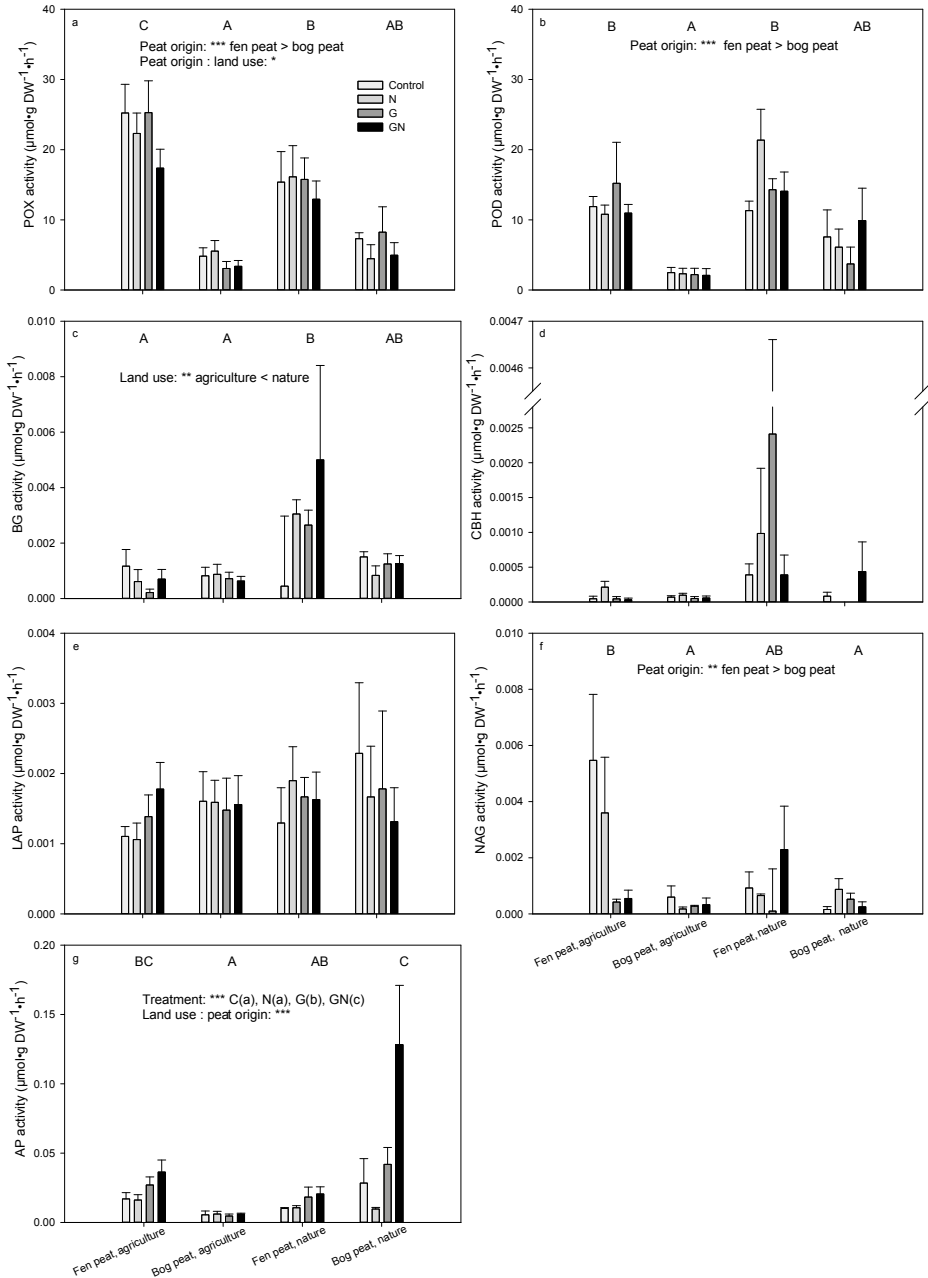 a
C A B AB
Peat origin: *** fen peat > bog peat
Peat origin : land use: *
Control
N
G
GN
40
30
20
10
0
POX activity (µmol•g DW⁻¹•h⁻¹)
b
B A B AB
Peat origin: *** fen peat > bog peat
40
30
20
10
0
POD activity (µmol•g DW⁻¹•h⁻¹)
c
A A B AB
Land use: ** agriculture < nature
0.010
0.008
0.006
0.004
0.002
0.000
BG activity (µmol•g DW⁻¹•h⁻¹)
d
0.0047
0.0046
0.0025
0.0020
0.0015
0.0010
0.0005
0.0000
CBH activity (µmol•g DW⁻¹•h⁻¹)
e
0.004
0.003
0.002
0.001
0.000
LAP activity (µmol•g DW⁻¹•h⁻¹)
f
B A AB A
Peat origin: ** fen peat > bog peat
0.010
0.008
0.006
0.004
0.002
0.000
NAG activity (µmol•g DW⁻¹•h⁻¹)
Fen peat, agriculture
Bog peat, agriculture
Fen peat, nature
Bog peat, nature
g
BC A AB C
Treatment: *** C(a), N(a), G(b), GN(c)
Land use : peat origin: ***
0.20
0.15
0.10
0.05
0.00
AP activity (µmol•g DW⁻¹•h⁻¹)
Fen peat, agriculture
Bog peat, agriculture
Fen peat, nature
Bog peat, nature